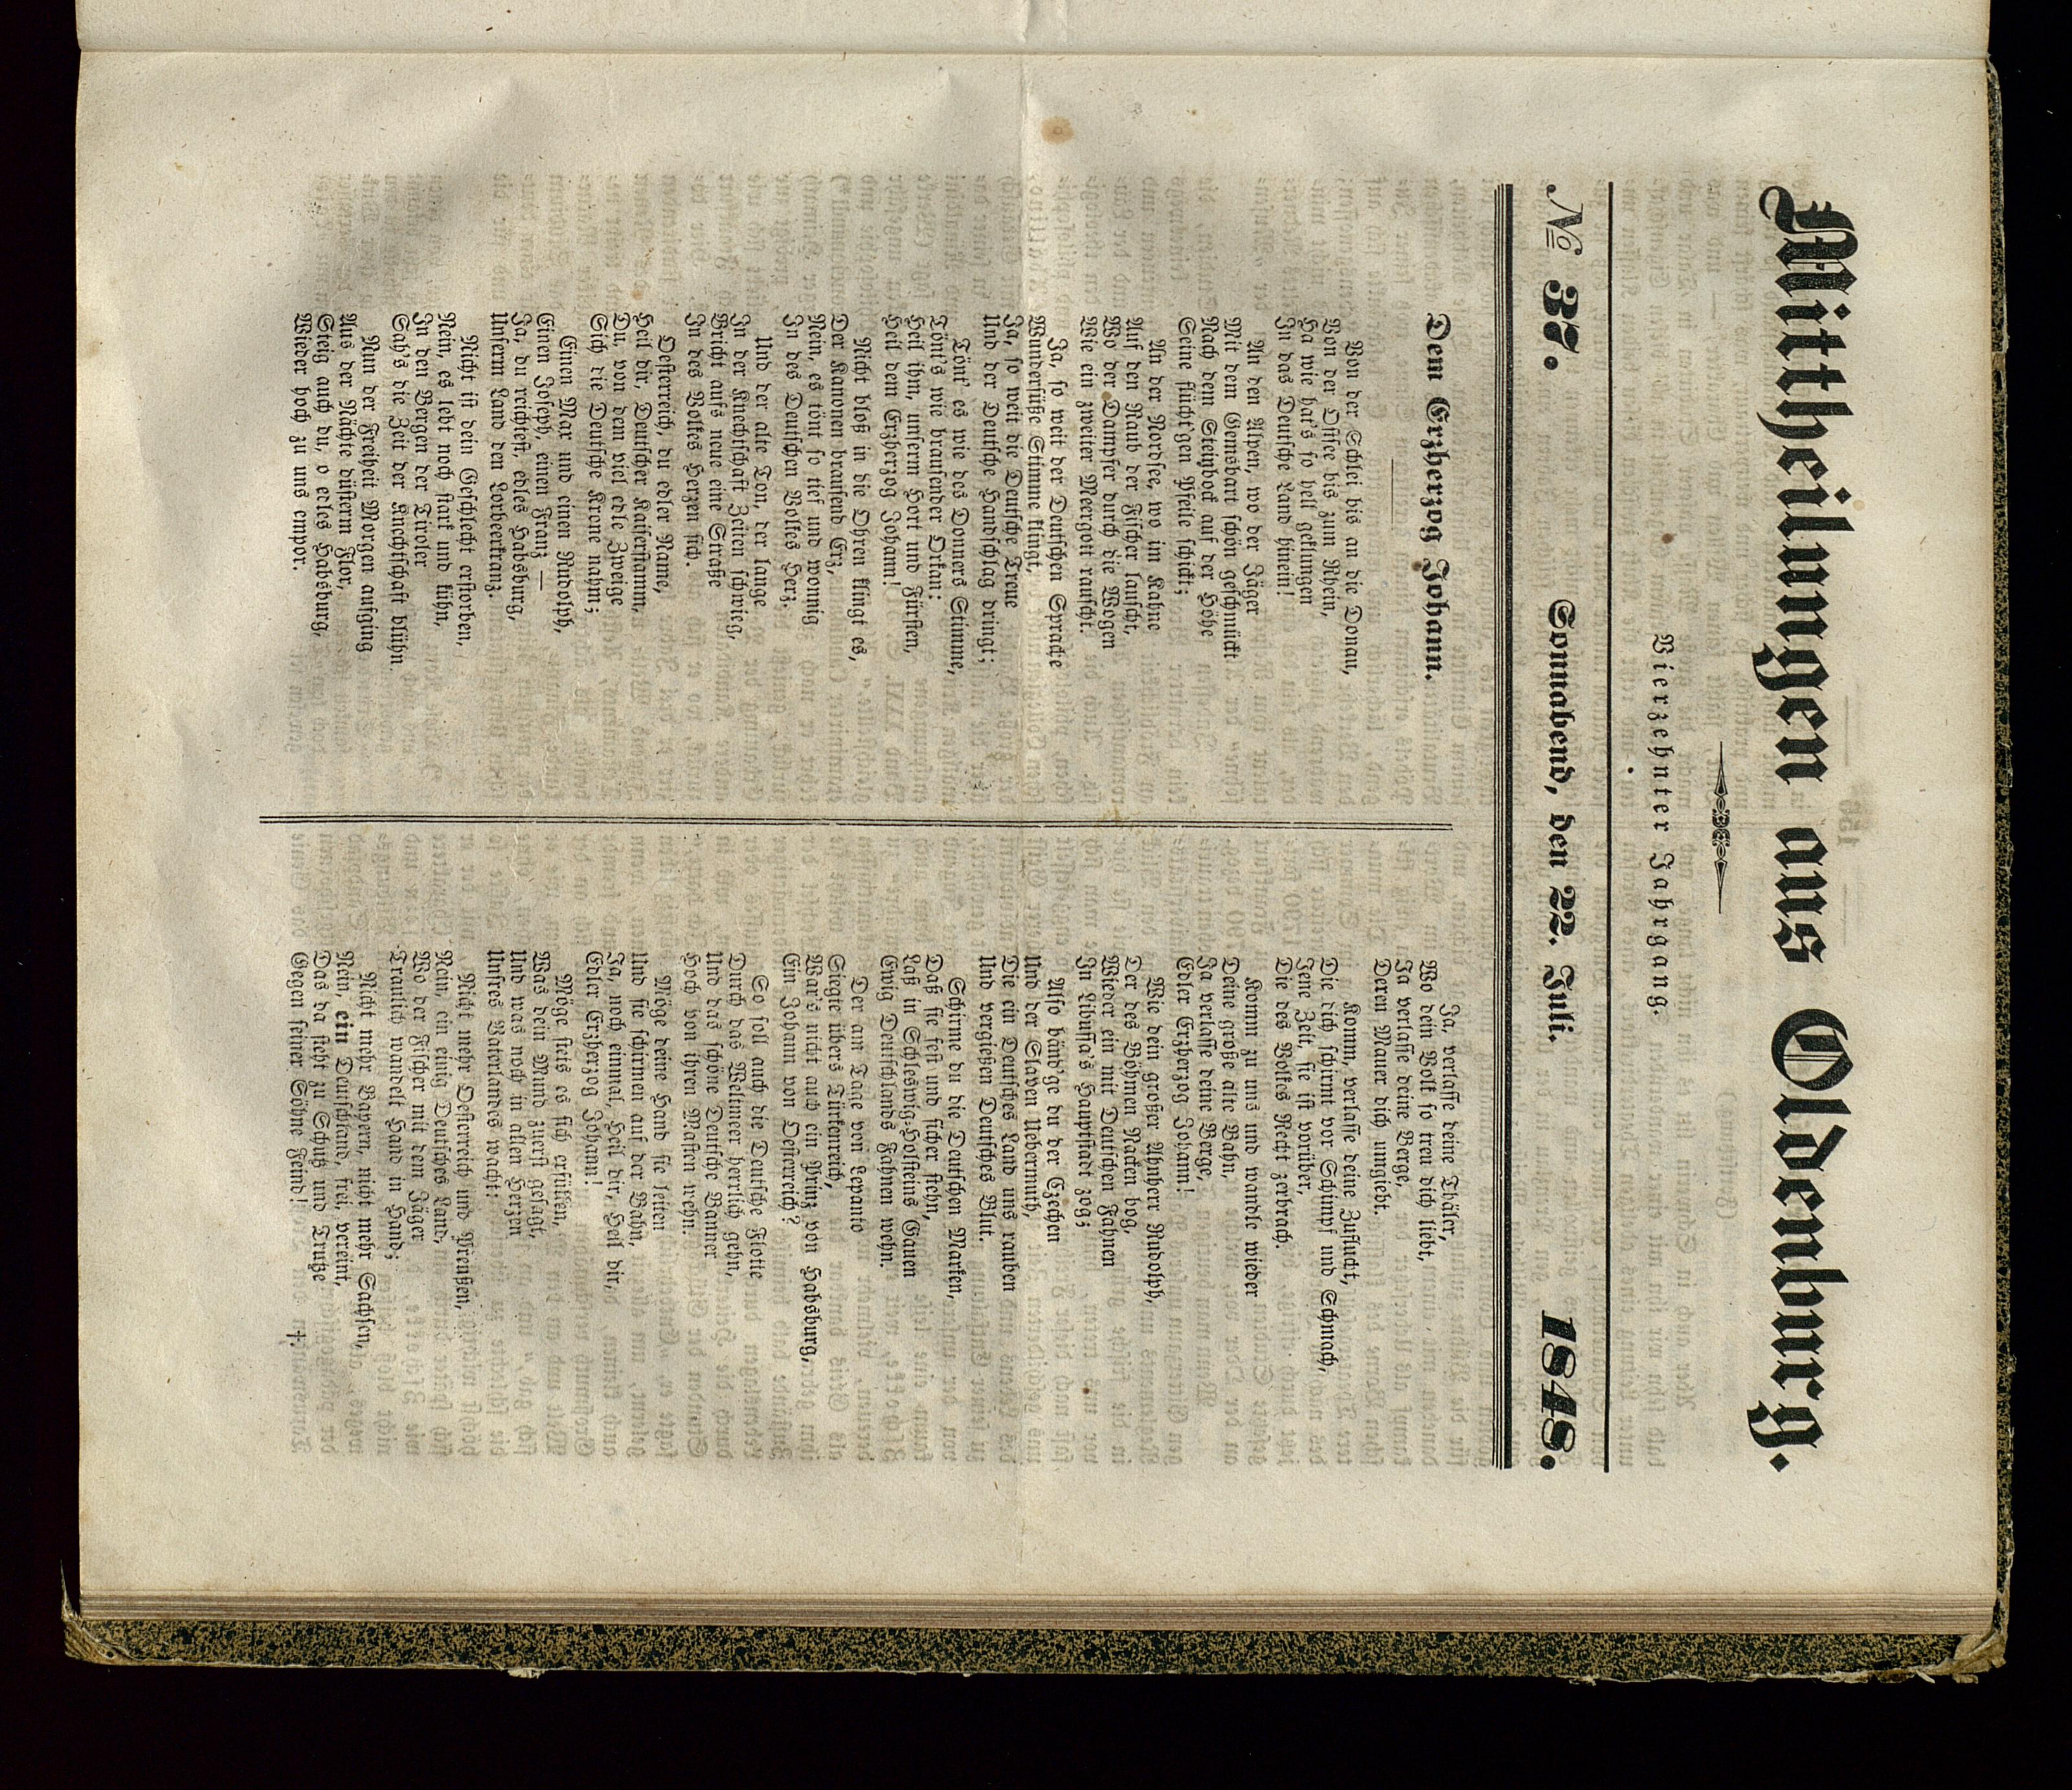 Mittheilungen aus Oldenburg.
Vierzehnter Jahrgang.
№ 37. Sonnabend, den 22. Juli. 1848.
Dem Erzherzog Johann.
Von der Schlei bis an die Donau,
Von der Ostsee bis zum Rhein,
Ha wie hat's so hell geklungen
In das Deutsche Land hinein!
An den Alpen, wo der Jäger
Mit dem Gemsbart schön geschmückt
Nach dem Steinbock auf der Höhe
Seine flücht'gen Pfeile schickt;
An der Nordsee, wo im Kahne
Auf den Raub der Fischer lauscht,
Wo der Dampfer durch die Wogen
Wie ein zweiter Meergott rauscht.
Ja, so weit der Deutschen Sprache
Wundersüße Stimme klingt,
Ja, so weit die Deutsche Treue
Und der Deutsche Handschlag dringt;
Tönt' es wie des Donners Stimme,
Tönt's wie brausender Orkan:
Heil ihm, unserm Hort und Fürsten,
Heil dem Erzherzog Johann!
Nicht bloß in die Ohren klingt es,
Der Kanonen brausend Erz,
Nein, es tönt so tief und wonnig
In des Deutschen Volkes Herz.
Und der alte Ton, der lange
In der Knechtschaft Zeiten schwieg,
Bricht aufs neue eine Straße
In des Volkes Herzen sich.
Oesterreich, du edler Name,
Heil dir, Deutscher Kaiserstamm,
Du, von dem viel edle Zweige
Sich die Deutsche Krone nahm;
Einen Max und einen Rudolph,
Einen Joseph, einen Franz —
Ja, du reichtest, edles Habsburg,
Unserm Land den Lorbeerkranz.
Nicht ist dein Geschlecht erstorben,
Nein, es lebt noch stark und kühn,
In den Bergen der Tiroler
Sah's die Zeit der Knechtschaft blühn.
Nun der Freiheit Morgen aufging
Aus der Nächte düsterm Flor,
Steig auch du, o edles Habsburg,
Wieder hoch zu uns empor.
Ja, verlasse deine Thäler,
Wo dein Volk so treu dich liebt,
Ja verlasse deine Berge,
Deren Mauer dich umgiebt.
Komm, verlasse deine Zuflucht,
Die dich schirmt vor Schimpf und Schmach,
Jene Zeit, sie ist vorüber,
Die des Volkes Recht zerbrach.
Komm zu uns und wandle wieder
Deine große alte Bahn,
Ja verlasse deine Berge,
Edler Erzherzog Johann!
Wie dein großer Ahnherr Rudolph,
Der des Böhmen Nacken bog,
Wieder ein mit Deutschen Fahnen
In Libussa's Hauptstadt zog;
Also bänd'ge du der Czechen
Und der Slaven Uebermuth,
Die ein Deutsches Land uns rauben
Und vergießen Deutsches Blut.
Schirme du die Deutschen Marken,
Daß sie fest und sicher stehn,
Laß in Schleswig-Holsteins Gauen
Ewig Deutschlands Fahnen wehn.
Der am Tage von Lepanto
Siegte übers Türkenreich,
War's nicht auch ein Prinz von Habsburg,
Ein Johann von Oesterreich?
So soll auch die Deutsche Flotte
Durch das Weltmeer herrlich gehn,
Und das schöne Deutsche Banner
Hoch von ihren Masten wehn.
Möge deine Hand sie leiten
Und sie schirmen auf der Bahn,
Ja, noch einmal, Heil dir, Heil dir,
Edler Erzherzog Johann!
Möge stets es sich erfüllen,
Was dein Mund zuerst gesagt,
Und was noch in allen Herzen
Unsres Vaterlandes wacht:
Nicht mehr Oesterreich und Preußen,
Nein, ein einig Deutsches Land,
Wo der Fischer mit dem Jäger
Traulich wandelt Hand in Hand;
Nicht mehr Bayern, nicht mehr Sachsen,
Nein, ein Deutschland, frei, vereint,
Das da steht zu Schutz und Trutze
Gegen seiner Söhne Feind!
†.